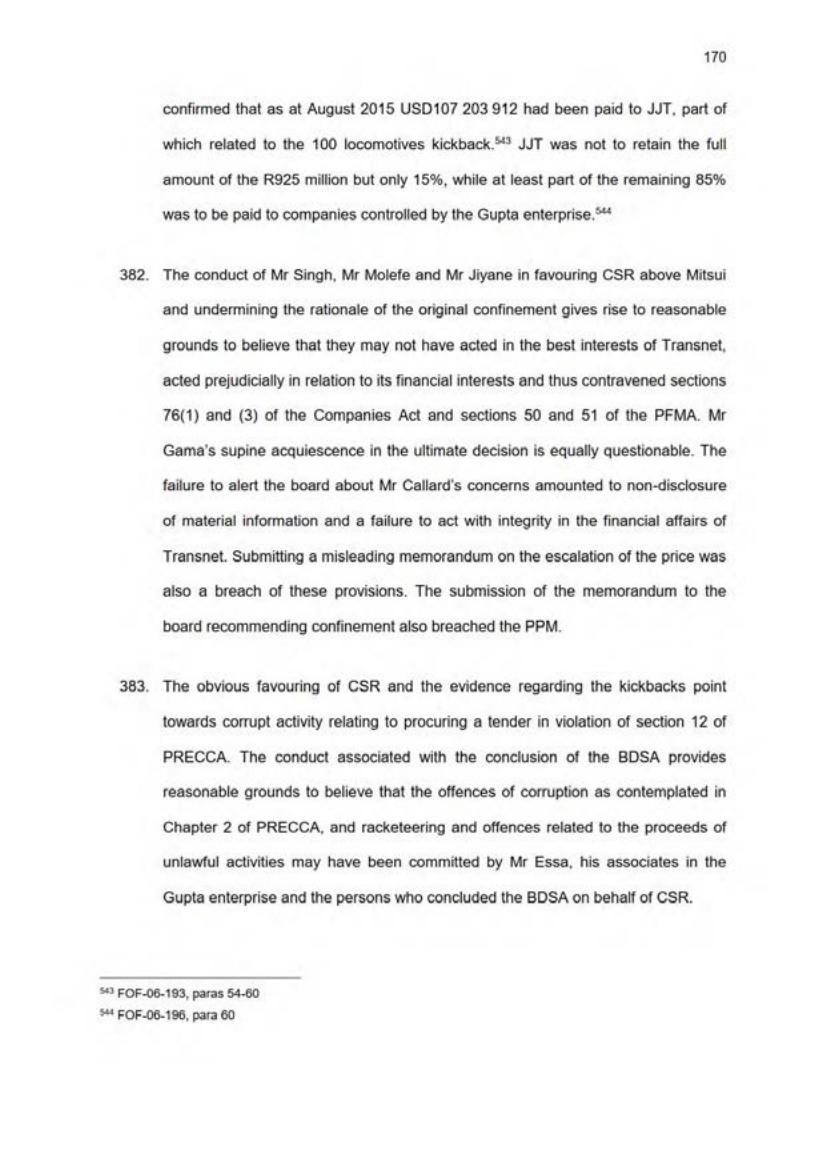 170
confirmed that as at August 2015 USD107 203 912 had been paid to JJT, part of
which related to the 100 locomotives kickback.543 JJT was not to retain the full
amount of the R925 million but only 15%, while at least part of the remaining 85%
was to be paid to companies controlled by the Gupta enterprise.544
382. The conduct of Mr Singh, Mr Molefe and Mr Jiyane in favouring CSR above Mitsui
and undermining the rationale of the original confinement gives rise to reasonable
grounds to believe that they may not have acted in the best interests of Transnet,
acted prejudicially in relation to its financial interests and thus contravened sections
76(1) and (3) of the Companies Act and sections 50 and 51 of the PFMA. Mr
Gama's supine acquiescence in the ultimate decision is equally questionable. The
failure to alert the board about Mr Callard's concerns amounted to non-disclosure
of material information and a failure to act with integrity in the financial affairs of
Transnet. Submitting a misleading memorandum on the escalation of the price was
also a breach of these provisions. The submission of the memorandum to the
board recommending confinement also breached the PPM.
383. The obvious favouring of CSR and the evidence regarding the kickbacks point
towards corrupt activity relating to procuring a tender in violation of section 12 of
PRECCA. The conduct associated with the conclusion of the BDSA provides
reasonable grounds to believe that the offences of corruption as contemplated in
Chapter 2 of PRECCA, and racketeering and offences related to the proceeds of
unlawful activities may have been committed by Mr Essa, his associates in the
Gupta enterprise and the persons who concluded the BDSA on behalf of CSR.
543 FOF-06-193, paras 54-60
544 FOF-06-196, para 60